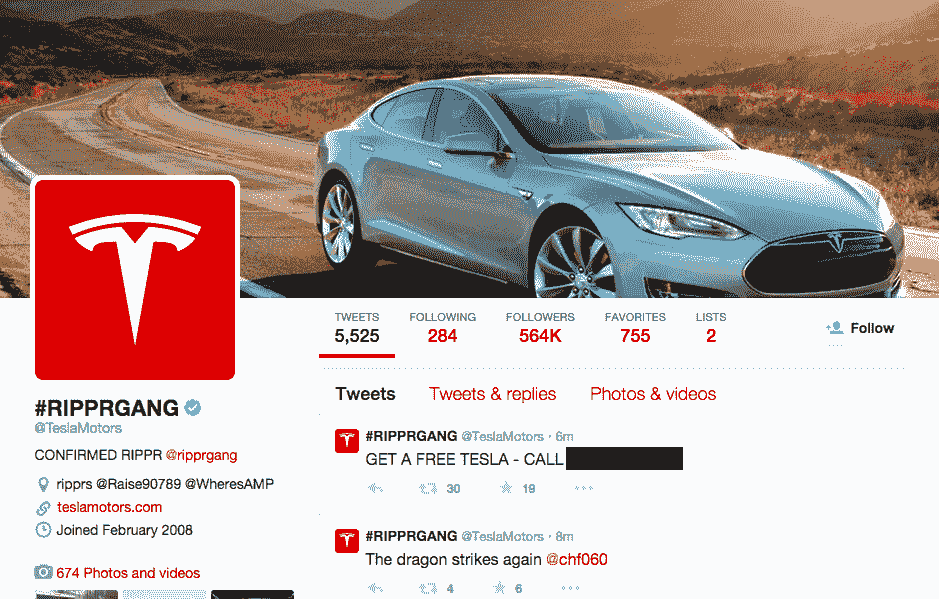 TWEETS FOLLOWING FOLLOWERS FAVORITES LISTS
5,525 284 564K 755 2
Follow
Tweets Tweets & replies Photos & videos
#RIPPRGANG
@TeslaMotors
CONFIRMED RIPPR @ripprgang
ripprs @Raise90789 @WheresAMP
teslamotors.com
Joined February 2008
674 Photos and videos
#RIPPRGANG @TeslaMotors · 6m
GET A FREE TESLA - CALL
30 19
#RIPPRGANG @TeslaMotors · 8m
The dragon strikes again @chf060
4 6